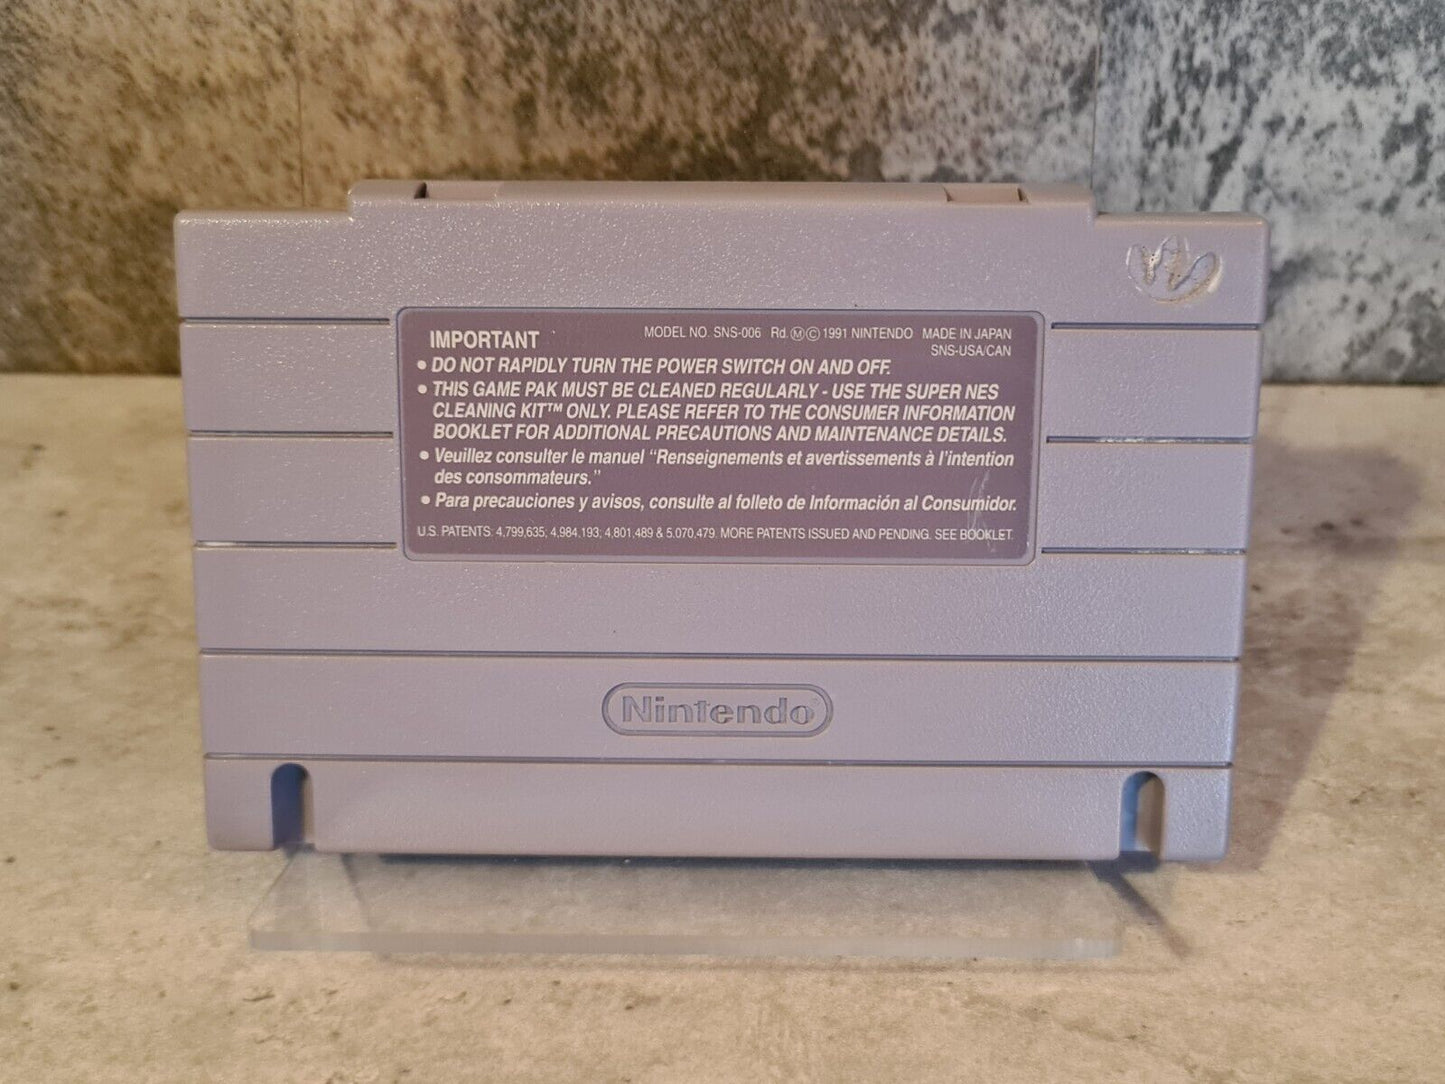 IMPORTANT
MODEL NO. SNS-006 Rd. Ⓜ© 1991 NINTENDO MADE IN JAPAN
SNS-USA/CAN
• DO NOT RAPIDLY TURN THE POWER SWITCH ON AND OFF.
• THIS GAME PAK MUST BE CLEANED REGULARLY - USE THE SUPER NES
CLEANING KIT™ ONLY. PLEASE REFER TO THE CONSUMER INFORMATION
BOOKLET FOR ADDITIONAL PRECAUTIONS AND MAINTENANCE DETAILS.
• Veuillez consulter le manuel “Renseignements et avertissements à l’intention
des consommateurs.”
• Para precauciones y avisos, consulte al folleto de Información al Consumidor.
U.S. PATENTS: 4,799,635; 4,984,193; 4,801,489 & 5,070,479. MORE PATENTS ISSUED AND PENDING. SEE BOOKLET.
Nintendo®